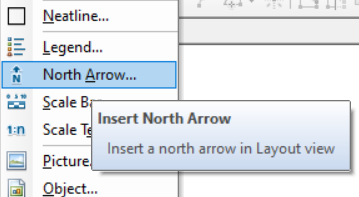 Neatline...
Legend...
North Arrow...
Scale
Insert North Arrow
Scale
Insert a north arrow in Layout view
Picture
Object...